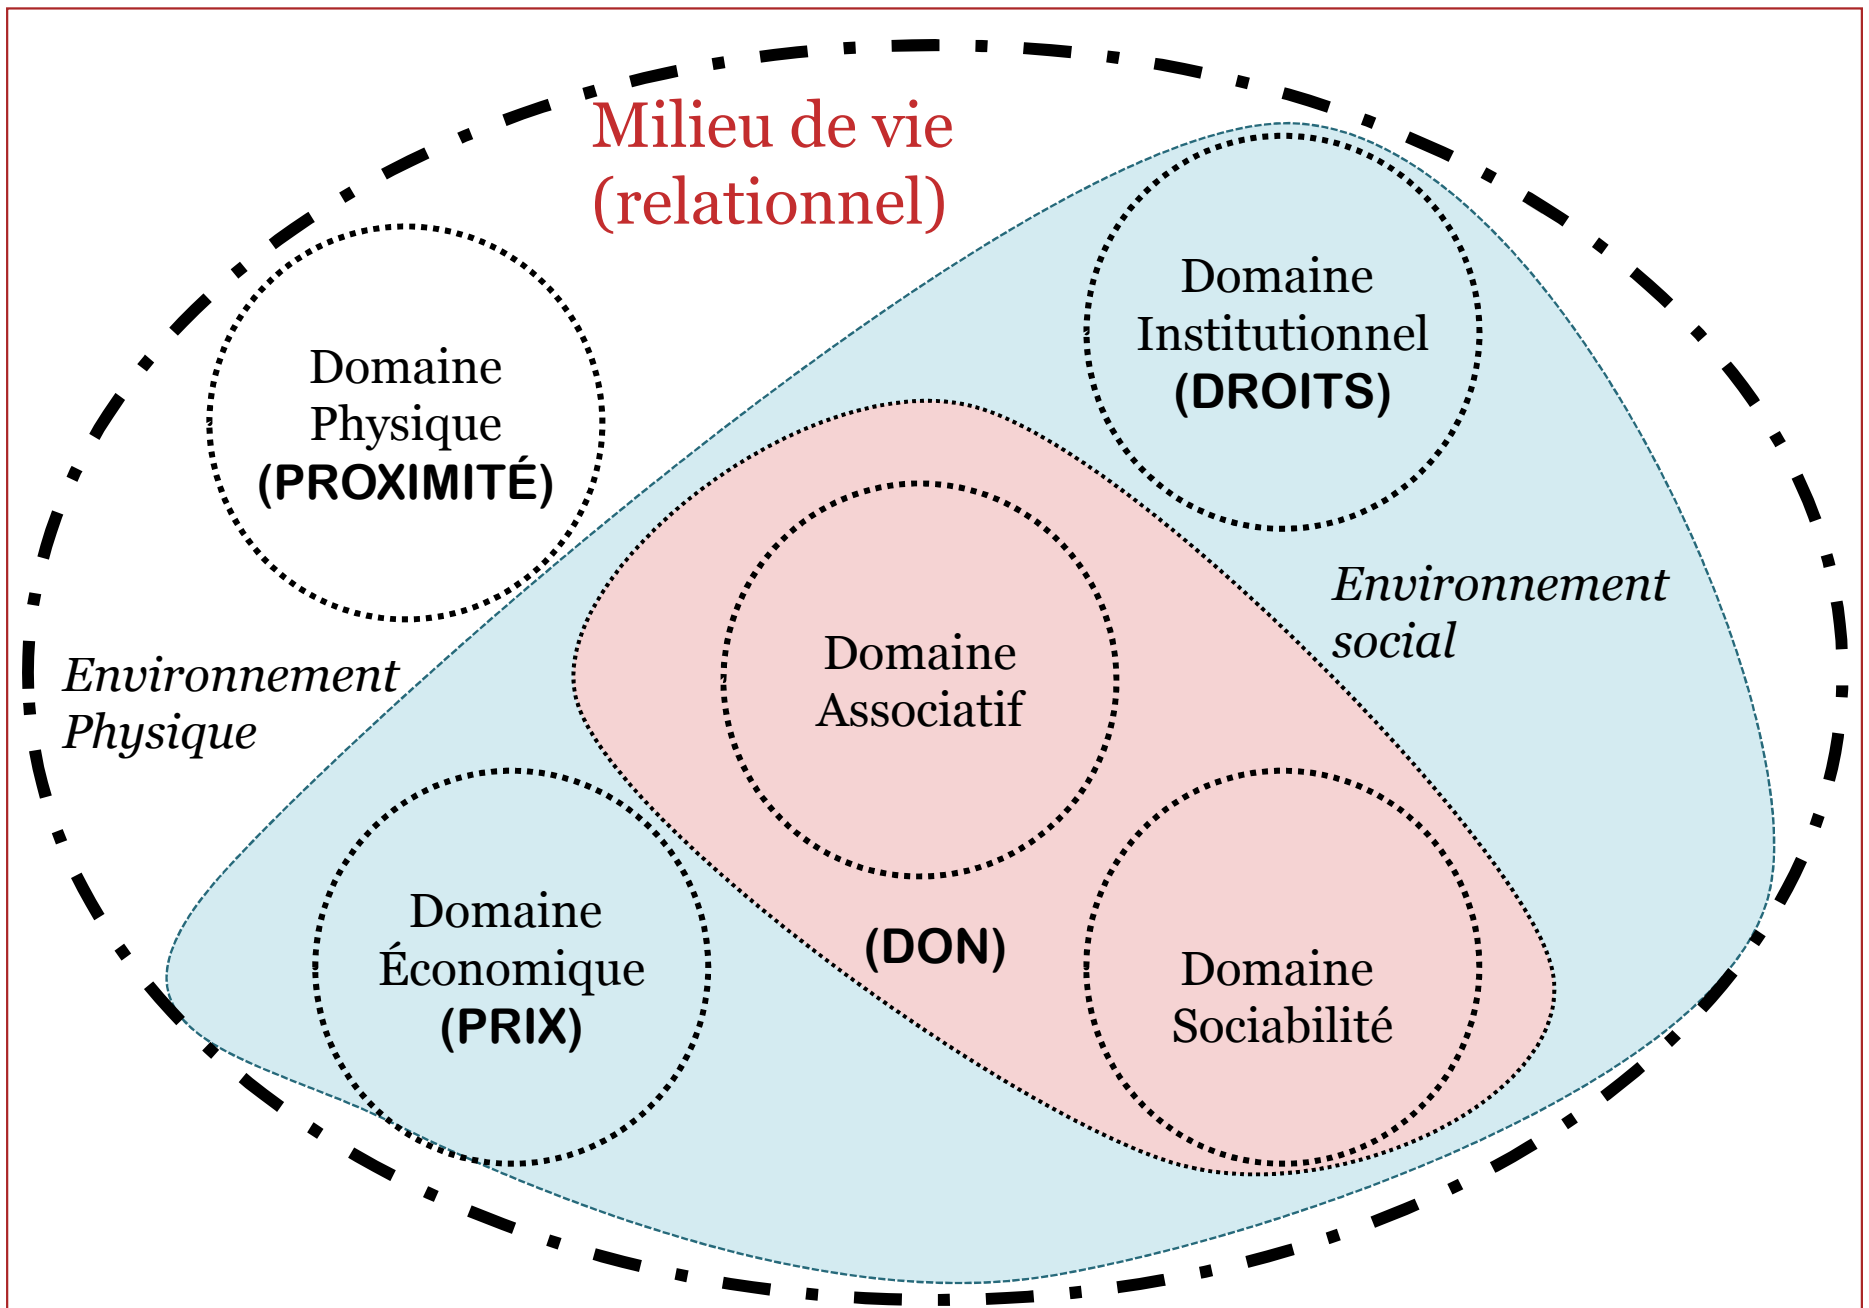 Milieu de vie
(relationnel)
Domaine
Institutionnel
(DROITS)
Domaine
Physique
(PROXIMITÉ)
Environnement
social
Environnement
Physique
Domaine
Associatif
Domaine
Économique
(PRIX)
(DON)
Domaine
Sociabilité